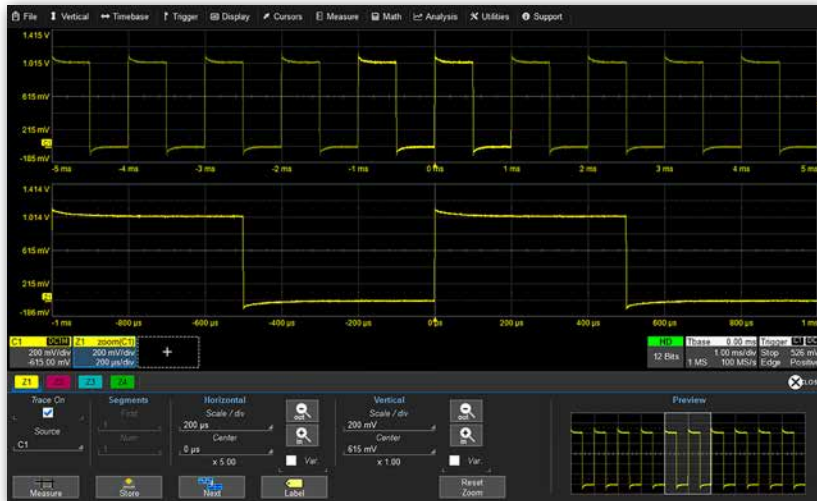 File Vertical Timebase Trigger Display Cursors Measure Math Analysis Utilities Support
1.415 V
1.015 V
615 mV
215 mV
C1
-185 mV
-5 ms -4 ms -3 ms -2 ms -1 ms 0 ms 1 ms 2 ms 3 ms 4 ms 5 ms
1.414 V
1.014 V
615 mV
215 mV
Z1
-186 mV
-1 ms -800 µs -600 µs -400 µs -200 µs 0 µs 200 µs 400 µs 600 µs 800 µs 1 ms
C1 DC1M Z1 zoom(C1) HD Tbase 0.00 ms Trigger C1 DC
200 mV/div 200 mV/div 12 Bits 1.00 ms/div Stop 526 mV
-615.00 mV 200 µs/div 1 MS 100 MS/s Edge Positive
Z1 Z2 Z3 Z4
Trace On Segments Horizontal Vertical Preview
First Scale / div out Scale / div out
Source 1 200 µs 200 mV
C1 Num Center in Center in
1 0 µs 615 mV
x 5.00 Var. x 1.00 Var.
Measure Store Next Label Reset Zoom